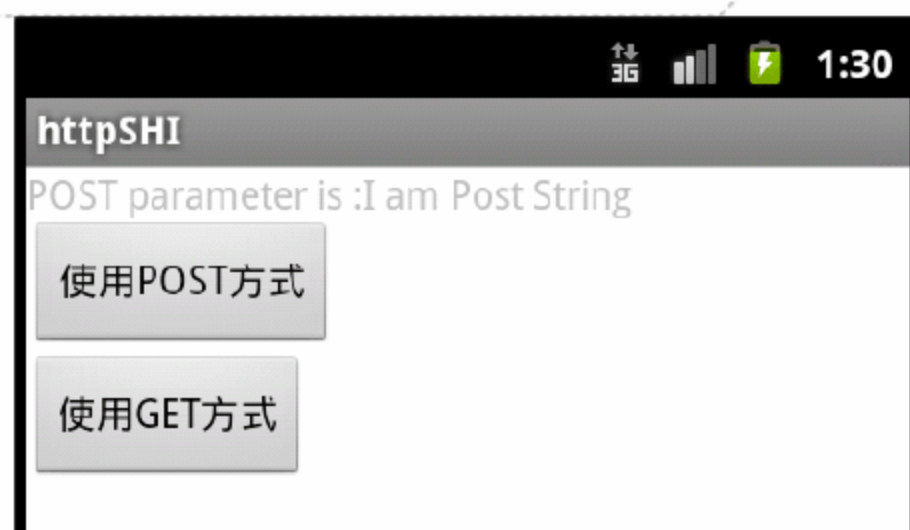 3G 1:30
httpSHI
POST parameter is :I am Post String
使用POST方式
使用GET方式